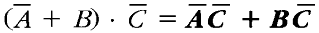 (A̅ + B) · C̅ = A̅C̅ + BC̅